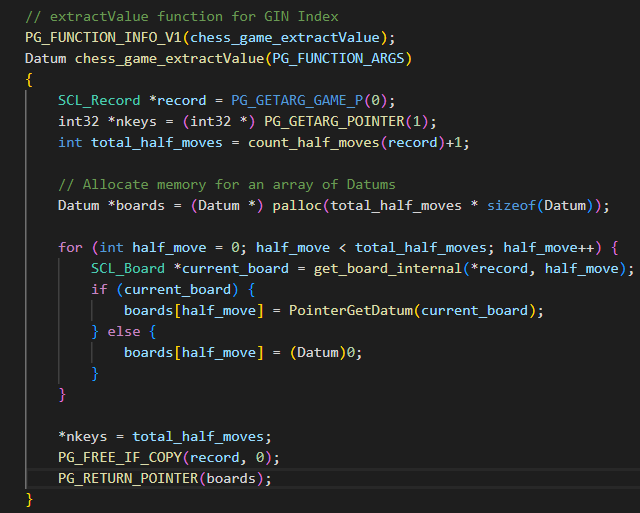 // extractValue function for GIN Index
PG_FUNCTION_INFO_V1(chess_game_extractValue);
Datum chess_game_extractValue(PG_FUNCTION_ARGS)
{
    SCL_Record *record = PG_GETARG_GAME_P(0);
    int32 *nkeys = (int32 *) PG_GETARG_POINTER(1);
    int total_half_moves = count_half_moves(record)+1;

    // Allocate memory for an array of Datums
    Datum *boards = (Datum *) palloc(total_half_moves * sizeof(Datum));

    for (int half_move = 0; half_move < total_half_moves; half_move++) {
        SCL_Board *current_board = get_board_internal(*record, half_move);
        if (current_board) {
            boards[half_move] = PointerGetDatum(current_board);
        } else {
            boards[half_move] = (Datum)0;
        }
    }

    *nkeys = total_half_moves;
    PG_FREE_IF_COPY(record, 0);
    PG_RETURN_POINTER(boards);
}